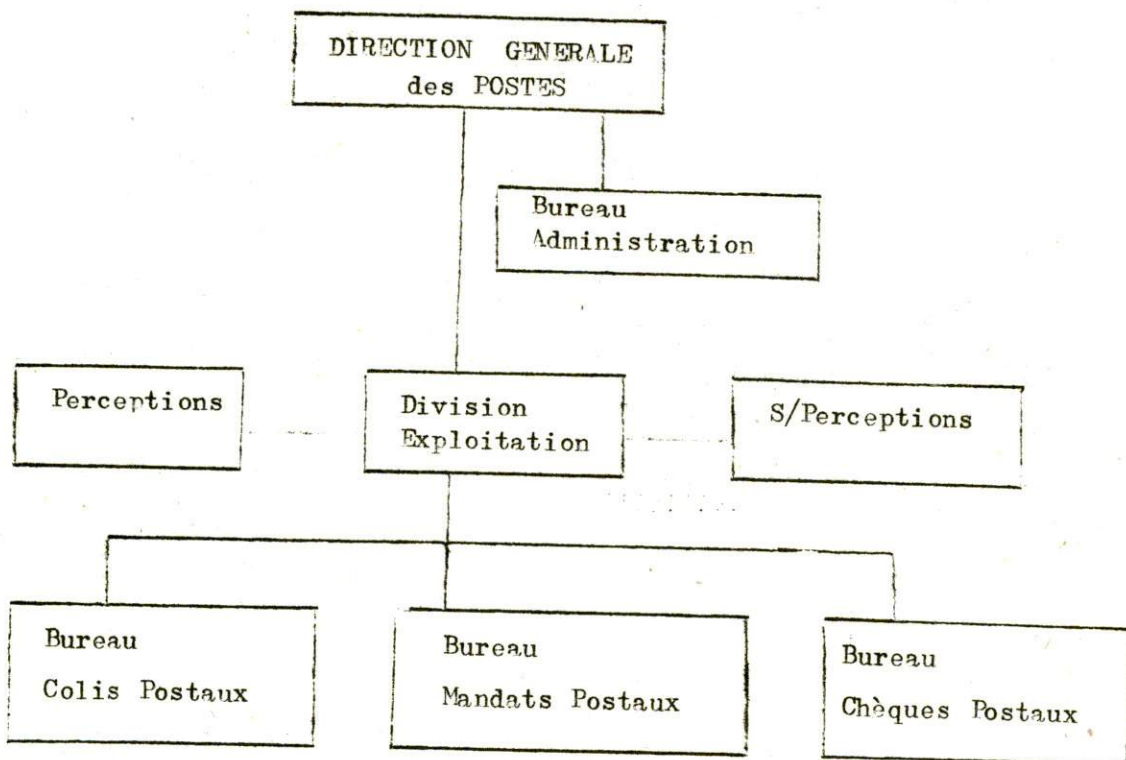 DIRECTION GENERALE
des POSTES
Bureau
Administration
Perceptions
Division
Exploitation
S/Perceptions
Bureau
Colis Postaux
Bureau
Mandats Postaux
Bureau
Chèques Postaux